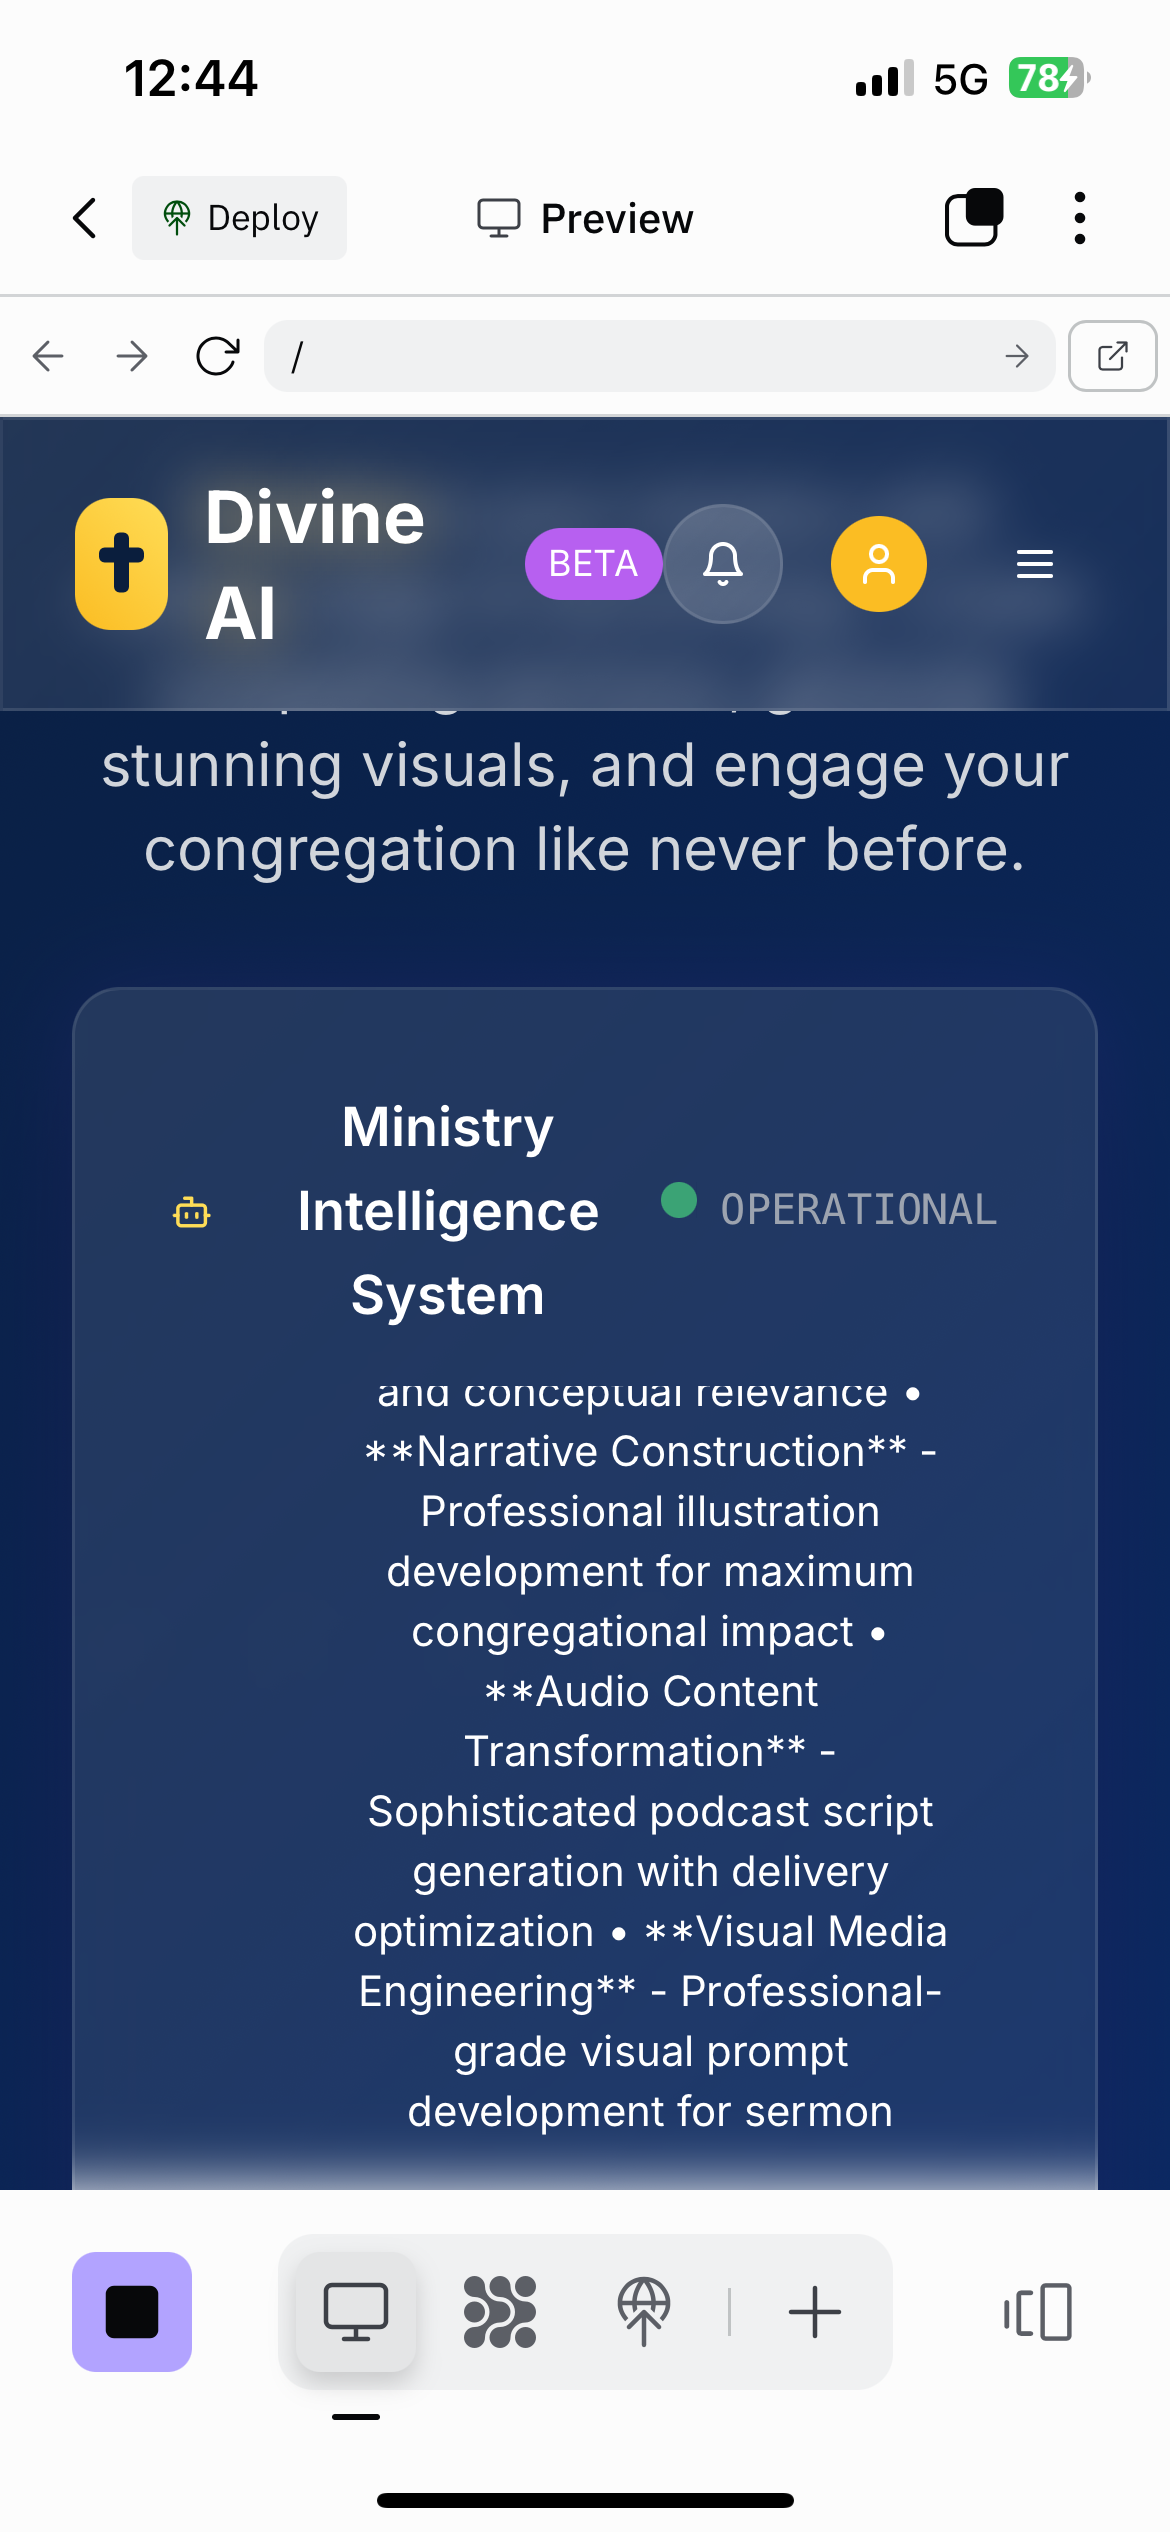 12:44
5G
78
Deploy
Preview
/
Divine
AI
BETA
stunning visuals, and engage your
congregation like never before.
Ministry
Intelligence
System
OPERATIONAL
and conceptual relevance •
**Narrative Construction** -
Professional illustration
development for maximum
congregational impact •
**Audio Content
Transformation** -
Sophisticated podcast script
generation with delivery
optimization • **Visual Media
Engineering** - Professional-
grade visual prompt
development for sermon